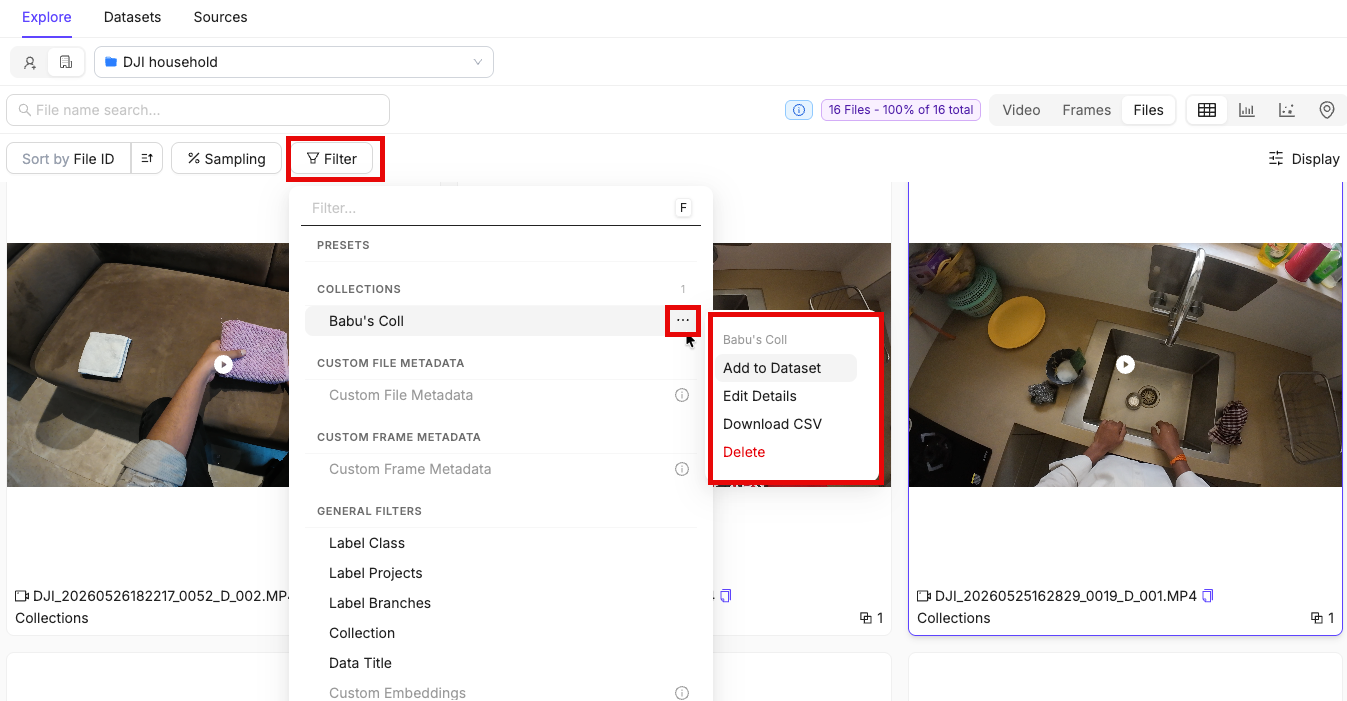 Explore Datasets Sources
DJI household
File name search...
16 Files - 100% of 16 total
Video Frames Files
Sort by File ID
Sampling
Filter
Display
Filter...
F
PRESETS
COLLECTIONS 1
Babu's Coll
...
CUSTOM FILE METADATA
Custom File Metadata
CUSTOM FRAME METADATA
Custom Frame Metadata
GENERAL FILTERS
Label Class
Label Projects
Label Branches
Collection
Data Title
Custom Embeddings
Babu's Coll
Add to Dataset
Edit Details
Download CSV
Delete
DJI_20260526182217_0052_D_002.MP4
Collections
1
DJI_20260525162829_0019_D_001.MP4
Collections
1